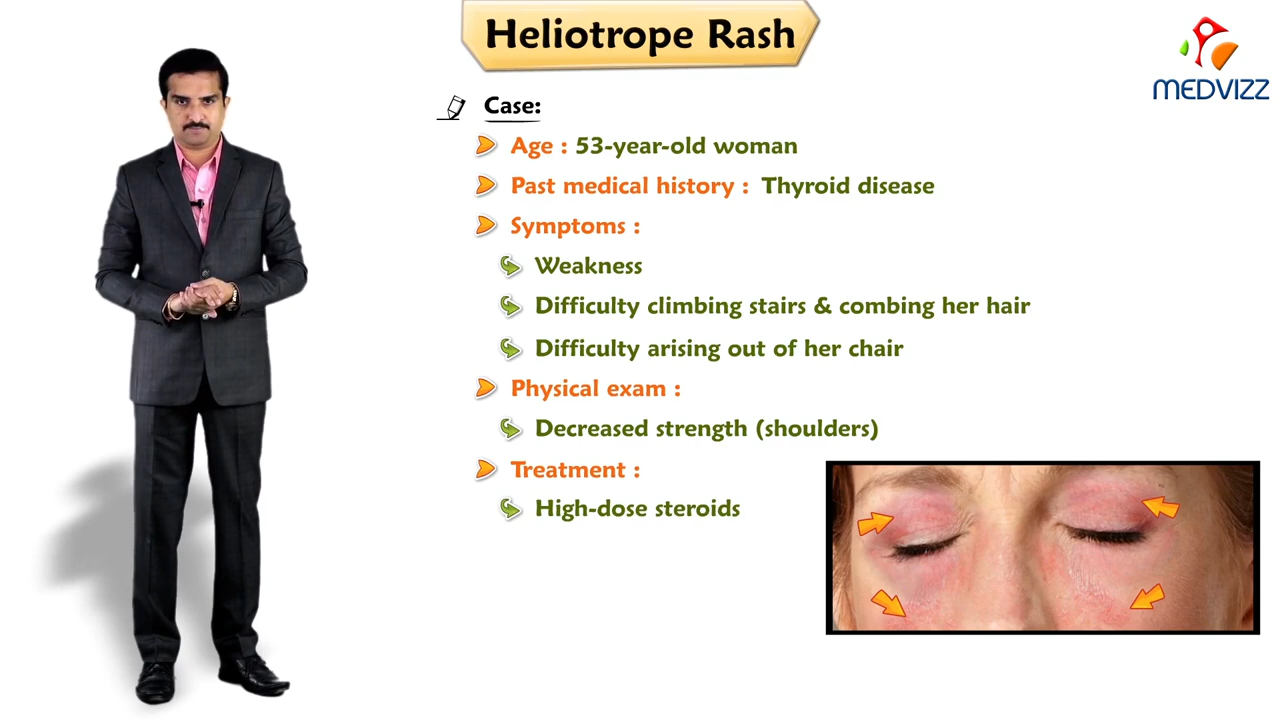 Heliotrope Rash
MEDVIZZ
Case:
Age : 53-year-old woman
Past medical history : Thyroid disease
Symptoms :
Weakness
Difficulty climbing stairs & combing her hair
Difficulty arising out of her chair
Physical exam :
Decreased strength (shoulders)
Treatment :
High-dose steroids